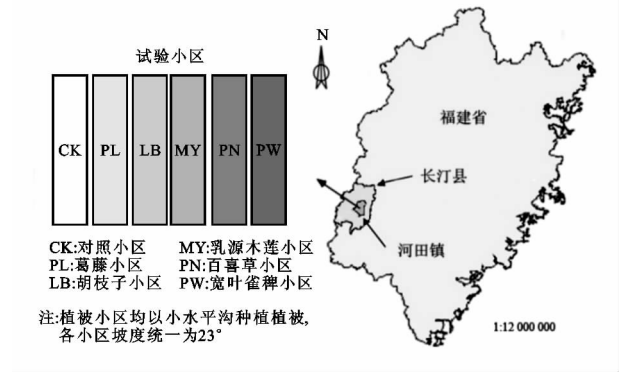 试验小区
CK PL LB MY PN PW
CK:对照小区 MY:乳源木莲小区
PL:葛藤小区 PN:百喜草小区
LB:胡枝子小区 PW:宽叶雀稗小区
注:植被小区均以小水平沟种植植被,
各小区坡度统一为23°
N
福建省
长汀县
河田镇
1:12 000 000